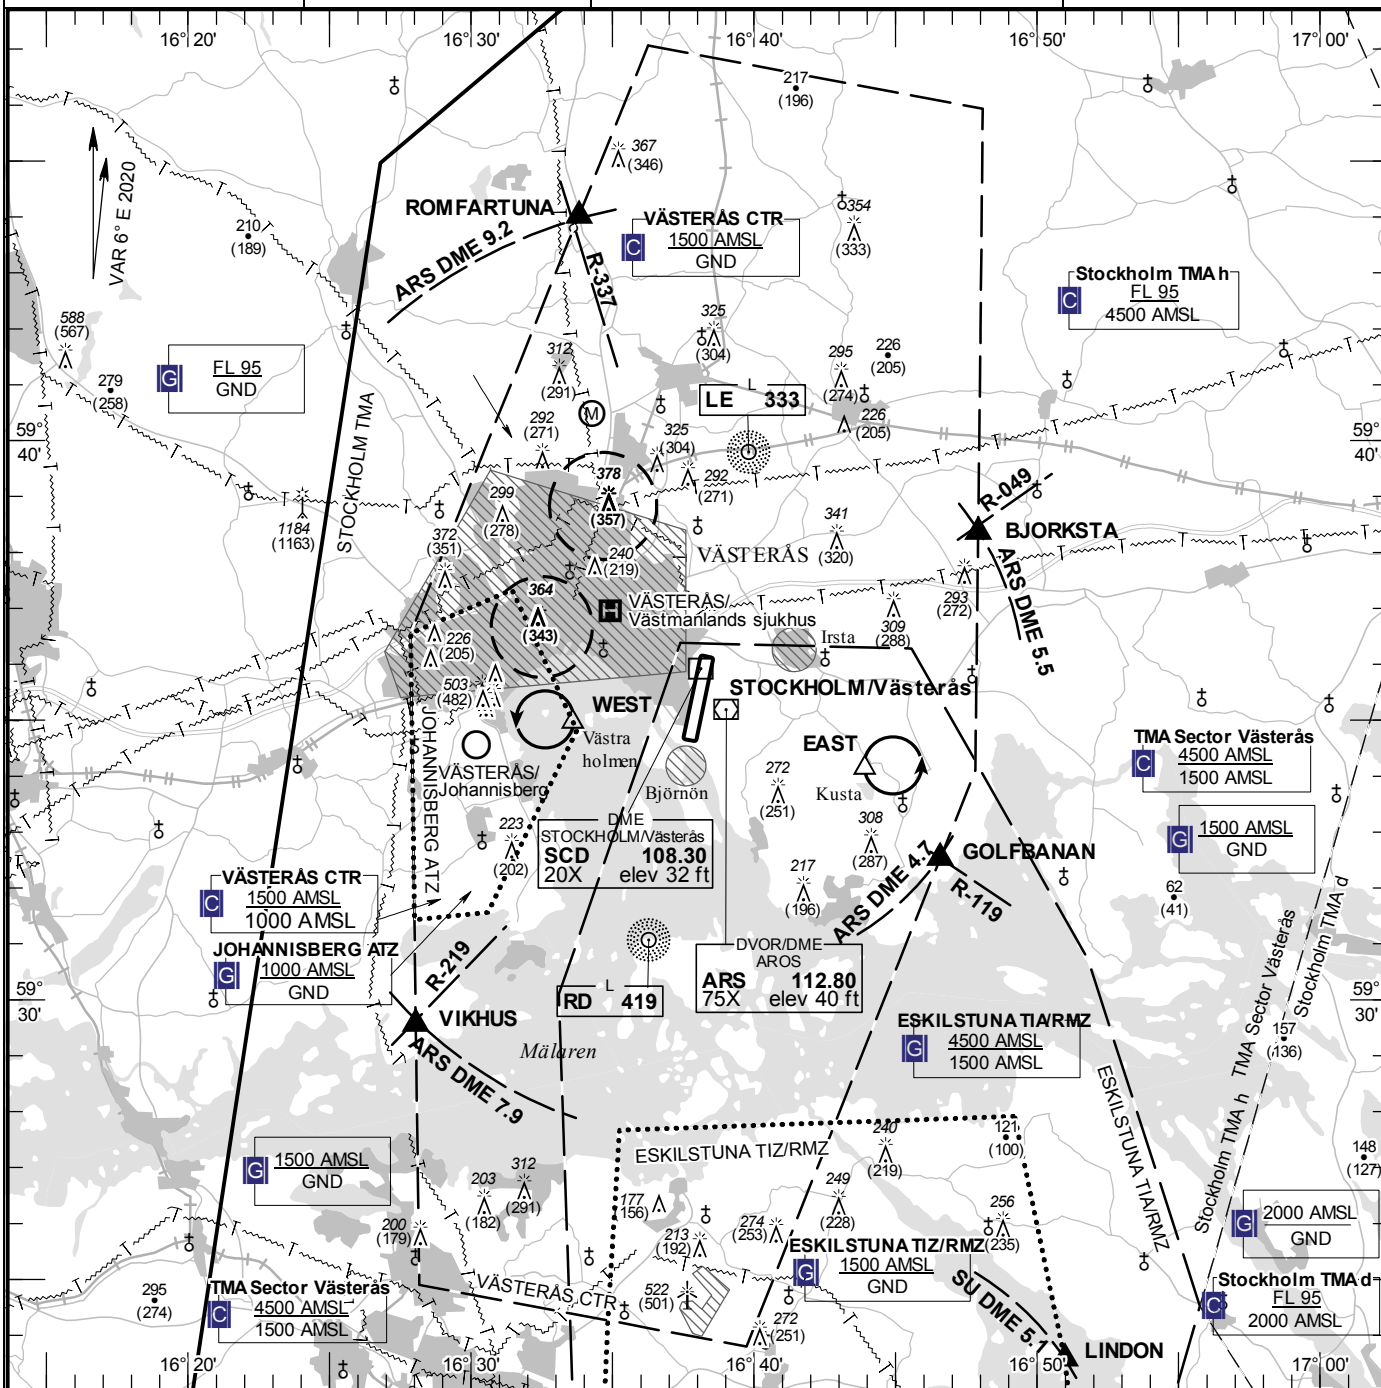 16°20'
16°30'
16°40'
16°50'
17°00'
217
(196)
VAR 6° E 2020
367
(346)
ROMFARTUNA
ARS DME 9.2
R-337
VÄSTERÅS CTR
C
1500 AMSL
GND
354
(333)
210
(189)
Stockholm TMA h
C
FL 95
4500 AMSL
588
(567)
279
(258)
G
FL 95
GND
325
(304)
312
(291)
295
(274)
226
(205)
STOCKHOLM TMA
M
L
LE 333
292
(271)
325
(304)
226
(205)
59°
40'
59°
40'
378
(357)
292
(271)
299
(278)
1184
(1163)
372
(351)
341
(320)
R-049
BJORKSTA
ARS DME 5.5
VÄSTERÅS
240
(219)
293
(272)
364
(343)
H
VÄSTERÅS/
Västmanlands sjukhus
309
(288)
226
(205)
Irsta
503
(482)
STOCKHOLM/Västerås
WEST
Västra
holmen
EAST
Kusta
JOHANNISBERG ATZ
VÄSTERÅS/
Johannisberg
Björnön
272
(251)
TMA Sector Västerås
C
4500 AMSL
1500 AMSL
G
1500 AMSL
GND
223
(202)
DME
STOCKHOLM/Västerås
SCD 108.30
20X elev 32 ft
308
(287)
ARS DME 4.7
GOLFBANAN
R-119
217
(196)
62
(41)
VÄSTERÅS CTR
C
1500 AMSL
1000 AMSL
JOHANNISBERG ATZ
G
1000 AMSL
GND
R-219
VIKHUS
ARS DME 7.9
L
RD 419
DVOR/DME
AROS
ARS 112.80
75X elev 40 ft
59°
30'
59°
30'
ESKILSTUNA TIA/RMZ
G
4500 AMSL
1500 AMSL
Mälaren
157
(136)
TMA Sector Västerås
Stockholm TMA d
Stockholm TMA h
ESKILSTUNA TIA/RMZ
G
1500 AMSL
GND
ESKILSTUNA TIZ/RMZ
240
(219)
121
(100)
148
(127)
203
(182)
312
(291)
177
(156)
249
(228)
256
(235)
200
(179)
213
(192)
274
(253)
G
2000 AMSL
GND
ESKILSTUNA TIZ/RMZ
G
1500 AMSL
GND
295
(274)
TMA Sector Västerås
C
4500 AMSL
1500 AMSL
VÄSTERÅS CTR
522
(501)
272
(251)
SU DME 5.1
LINDON
Stockholm TMA d
C
FL 95
2000 AMSL
16°20'
16°30'
16°40'
16°50'
17°00'